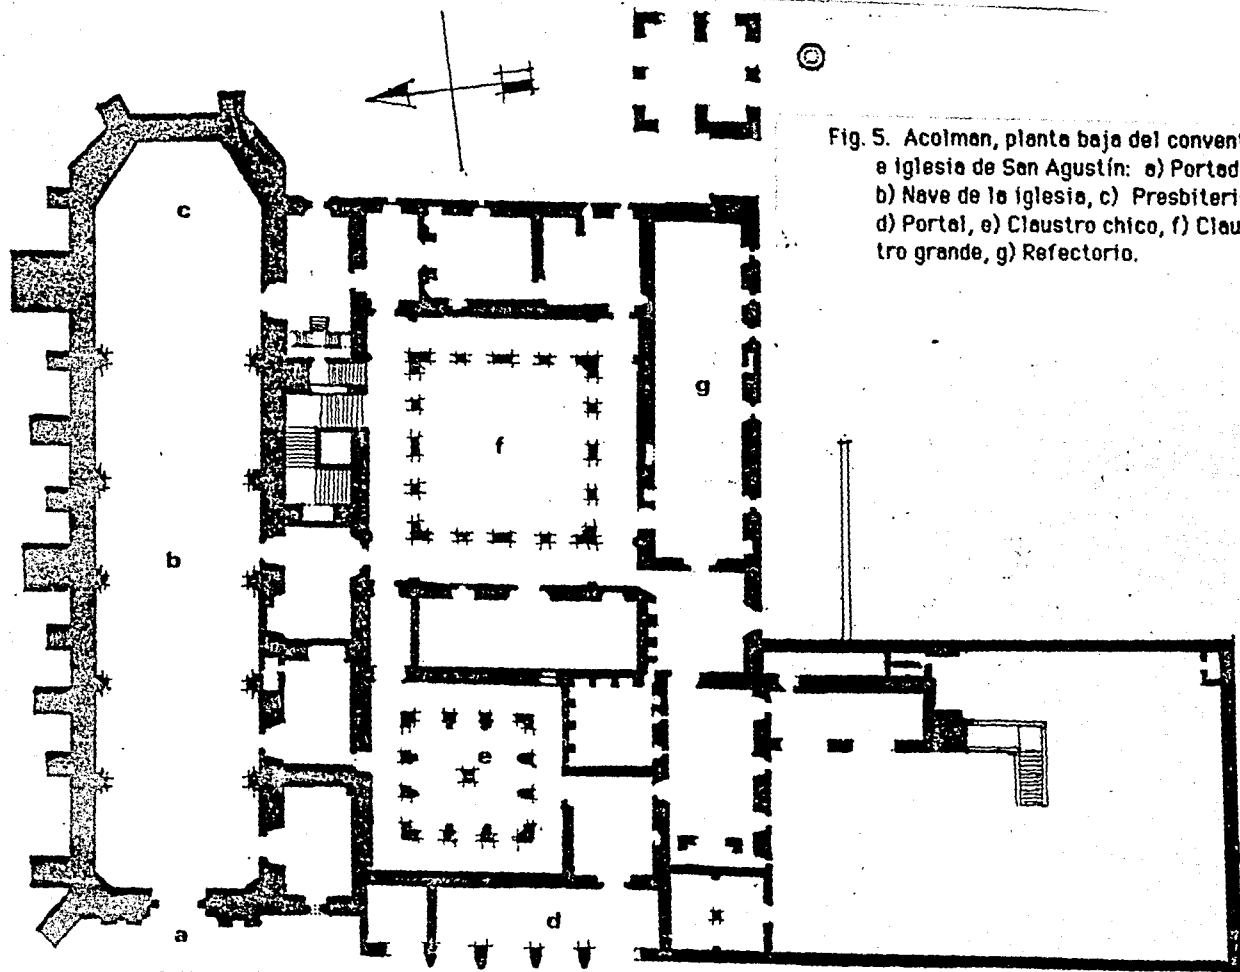 Fig. 5. Acolman, planta baja del conven
e iglesia de San Agustín: a) Portad
b) Nave de la iglesia, c) Presbiteri
d) Portal, e) Claustro chico, f) Clau
tro grande, g) Refectorio.
c
g
f
b
e
d
a